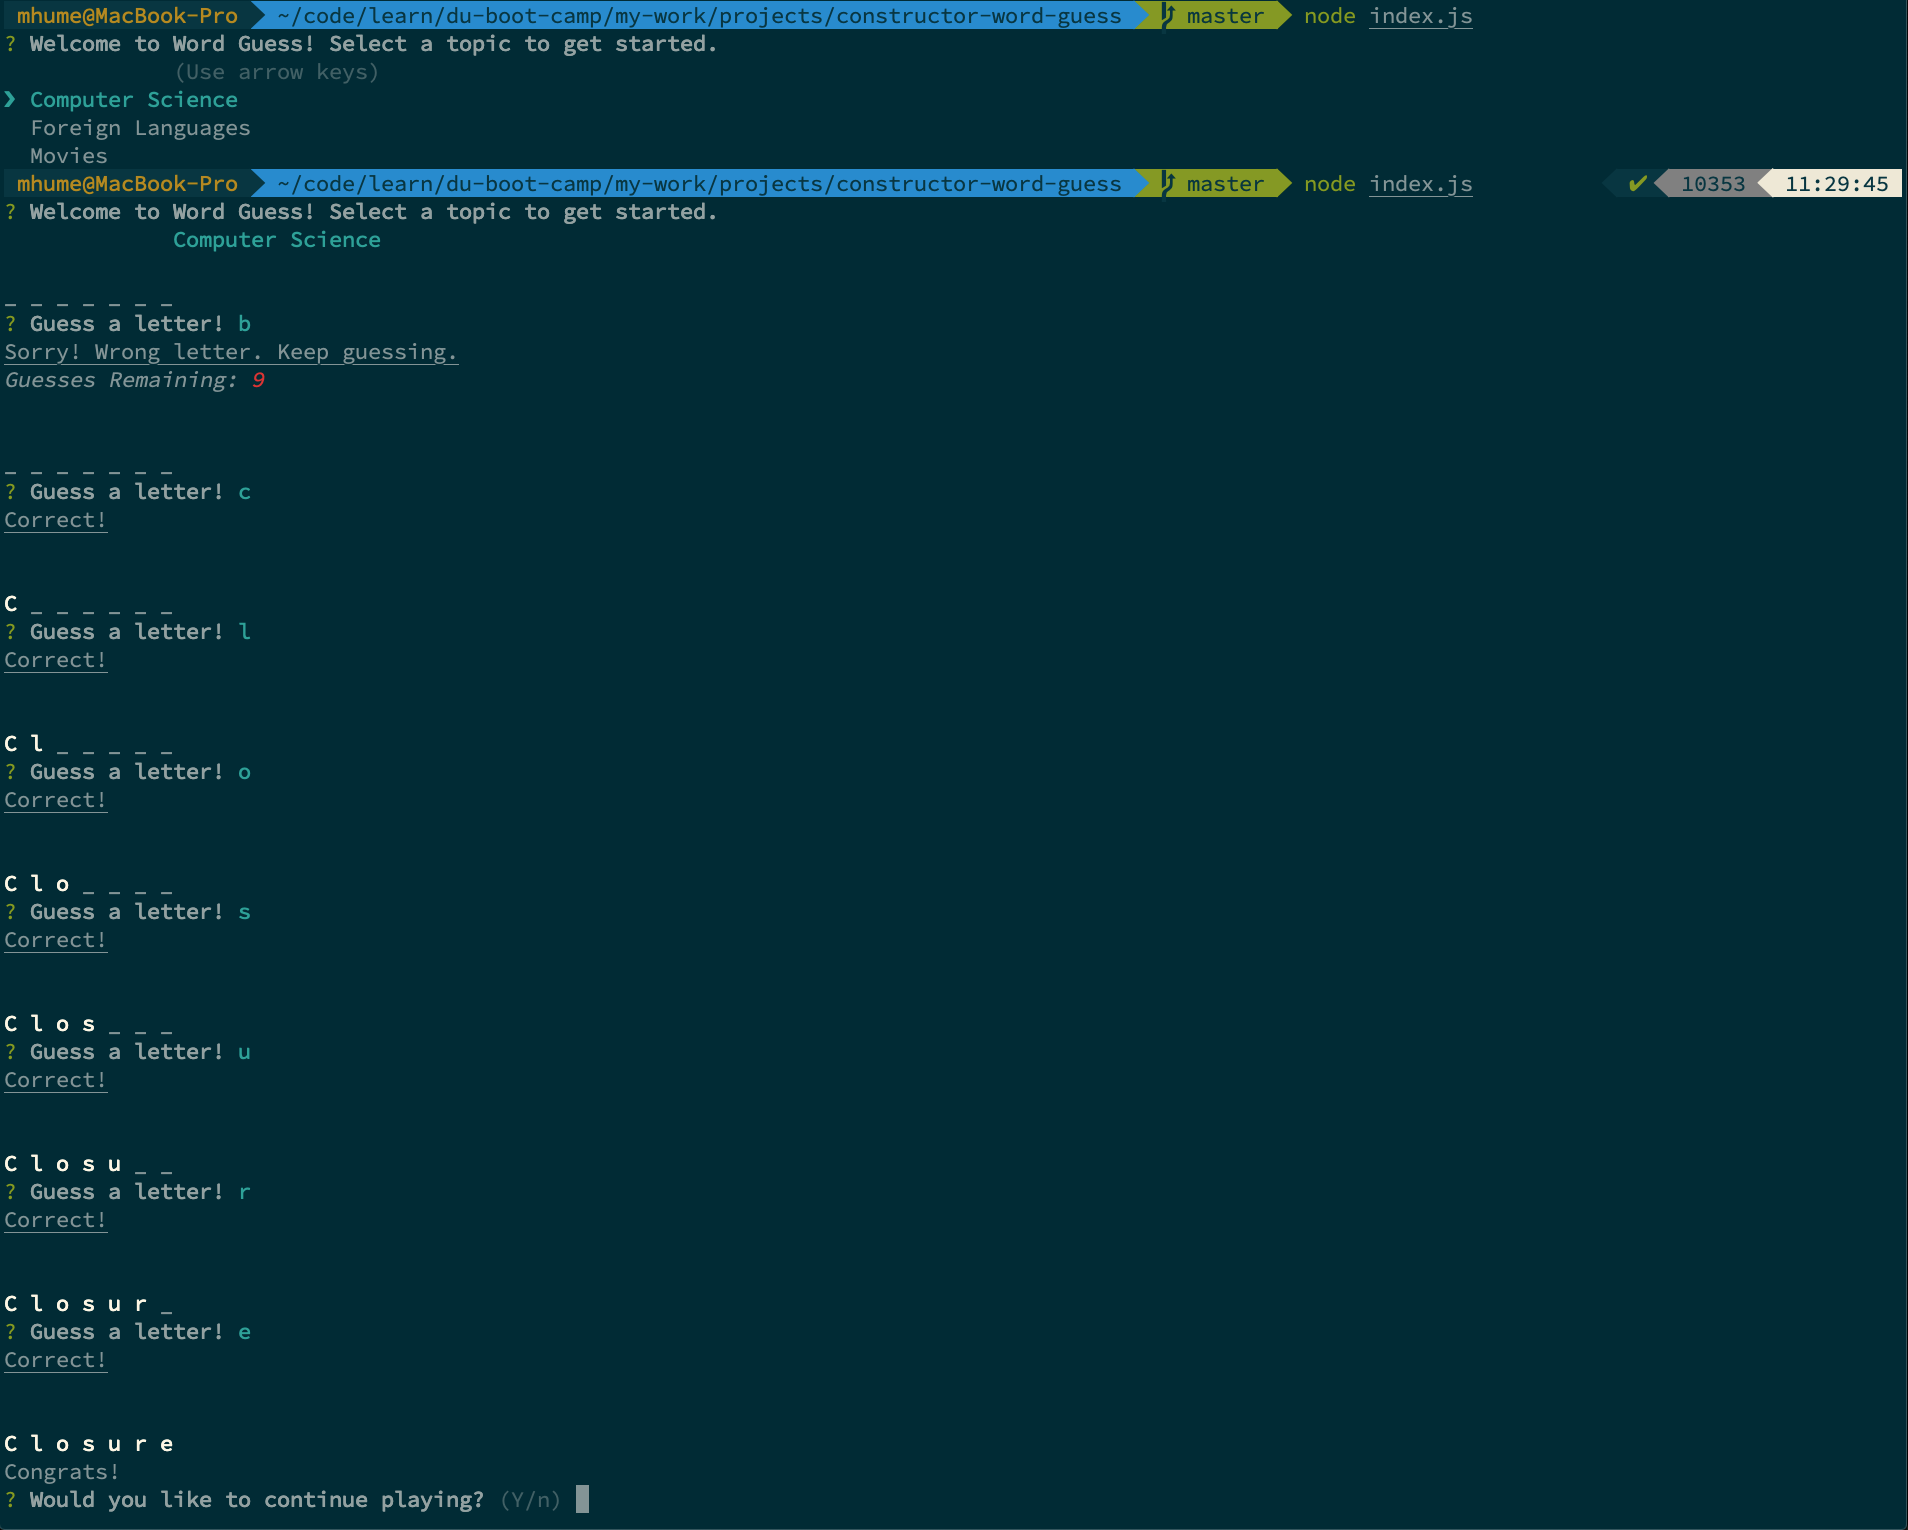 mhume@MacBook-Pro ~/code/learn/du-boot-camp/my-work/projects/constructor-word-guess master node index.js
? Welcome to Word Guess! Select a topic to get started.
(Use arrow keys)
❯ Computer Science
Foreign Languages
Movies
mhume@MacBook-Pro ~/code/learn/du-boot-camp/my-work/projects/constructor-word-guess master node index.js ✔ 10353 11:29:45
? Welcome to Word Guess! Select a topic to get started.
Computer Science
_ _ _ _ _ _ _
? Guess a letter! b
Sorry! Wrong letter. Keep guessing.
Guesses Remaining: 9
_ _ _ _ _ _ _
? Guess a letter! c
Correct!
C _ _ _ _ _ _
? Guess a letter! l
Correct!
C l _ _ _ _ _
? Guess a letter! o
Correct!
C l o _ _ _ _
? Guess a letter! s
Correct!
C l o s _ _ _
? Guess a letter! u
Correct!
C l o s u _ _
? Guess a letter! r
Correct!
C l o s u r _
? Guess a letter! e
Correct!
C l o s u r e
Congrats!
? Would you like to continue playing? (Y/n)